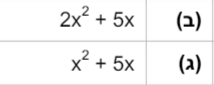 (ב) 2x² + 5x
(ג) x² + 5x